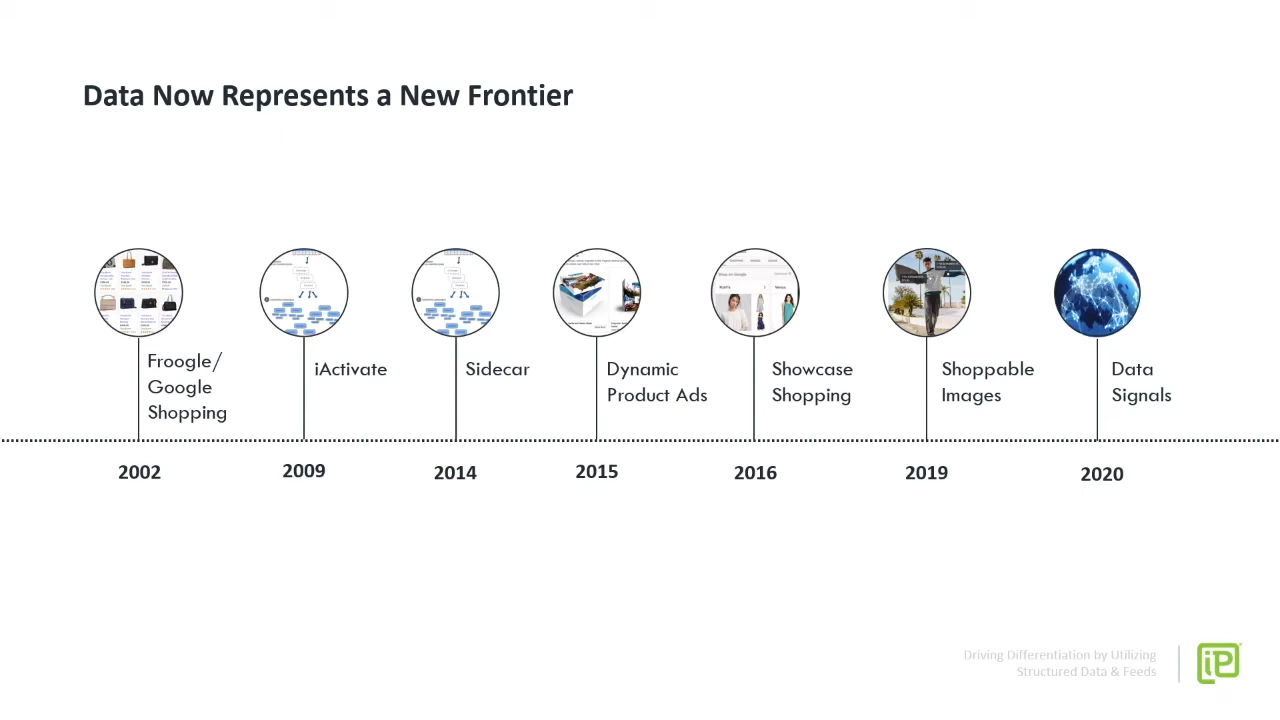 Data Now Represents a New Frontier
Froogle/
Google
Shopping
iActivate
Sidecar
Dynamic
Product Ads
Showcase
Shopping
Shoppable
Images
Data
Signals
2002
2009
2014
2015
2016
2019
2020
Driving Differentiation by Utilizing
Structured Data & Feeds
iP